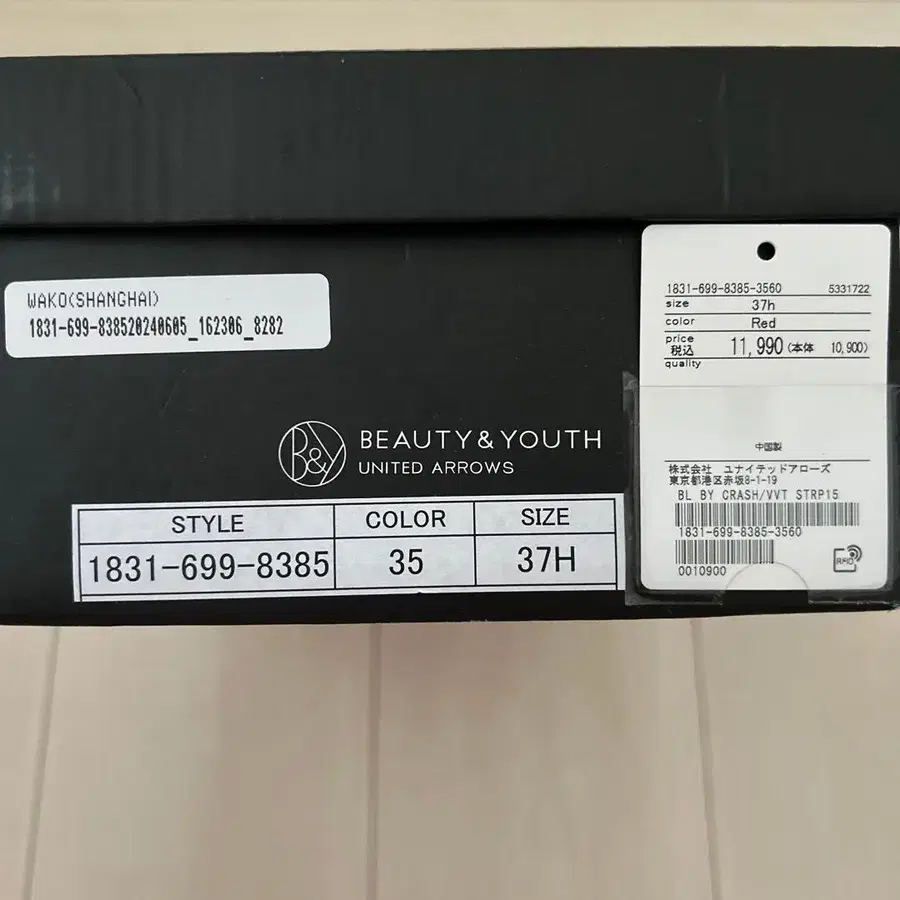 WAKO(SHANGHAI)
1831-699-838520240605_162306_8282
B&Y
BEAUTY & YOUTH
UNITED ARROWS
STYLE COLOR SIZE
1831-699-8385 35 37H
1831-699-8385-3560 5331722
size 37h
color Red
price
税込 11,990 (本体 10,900)
quality
中国製
株式会社 ユナイテッドアローズ
東京都港区赤坂8-1-19
BL BY CRASH/VVT STRP15
1831-699-8385-3560
0010900
RFID